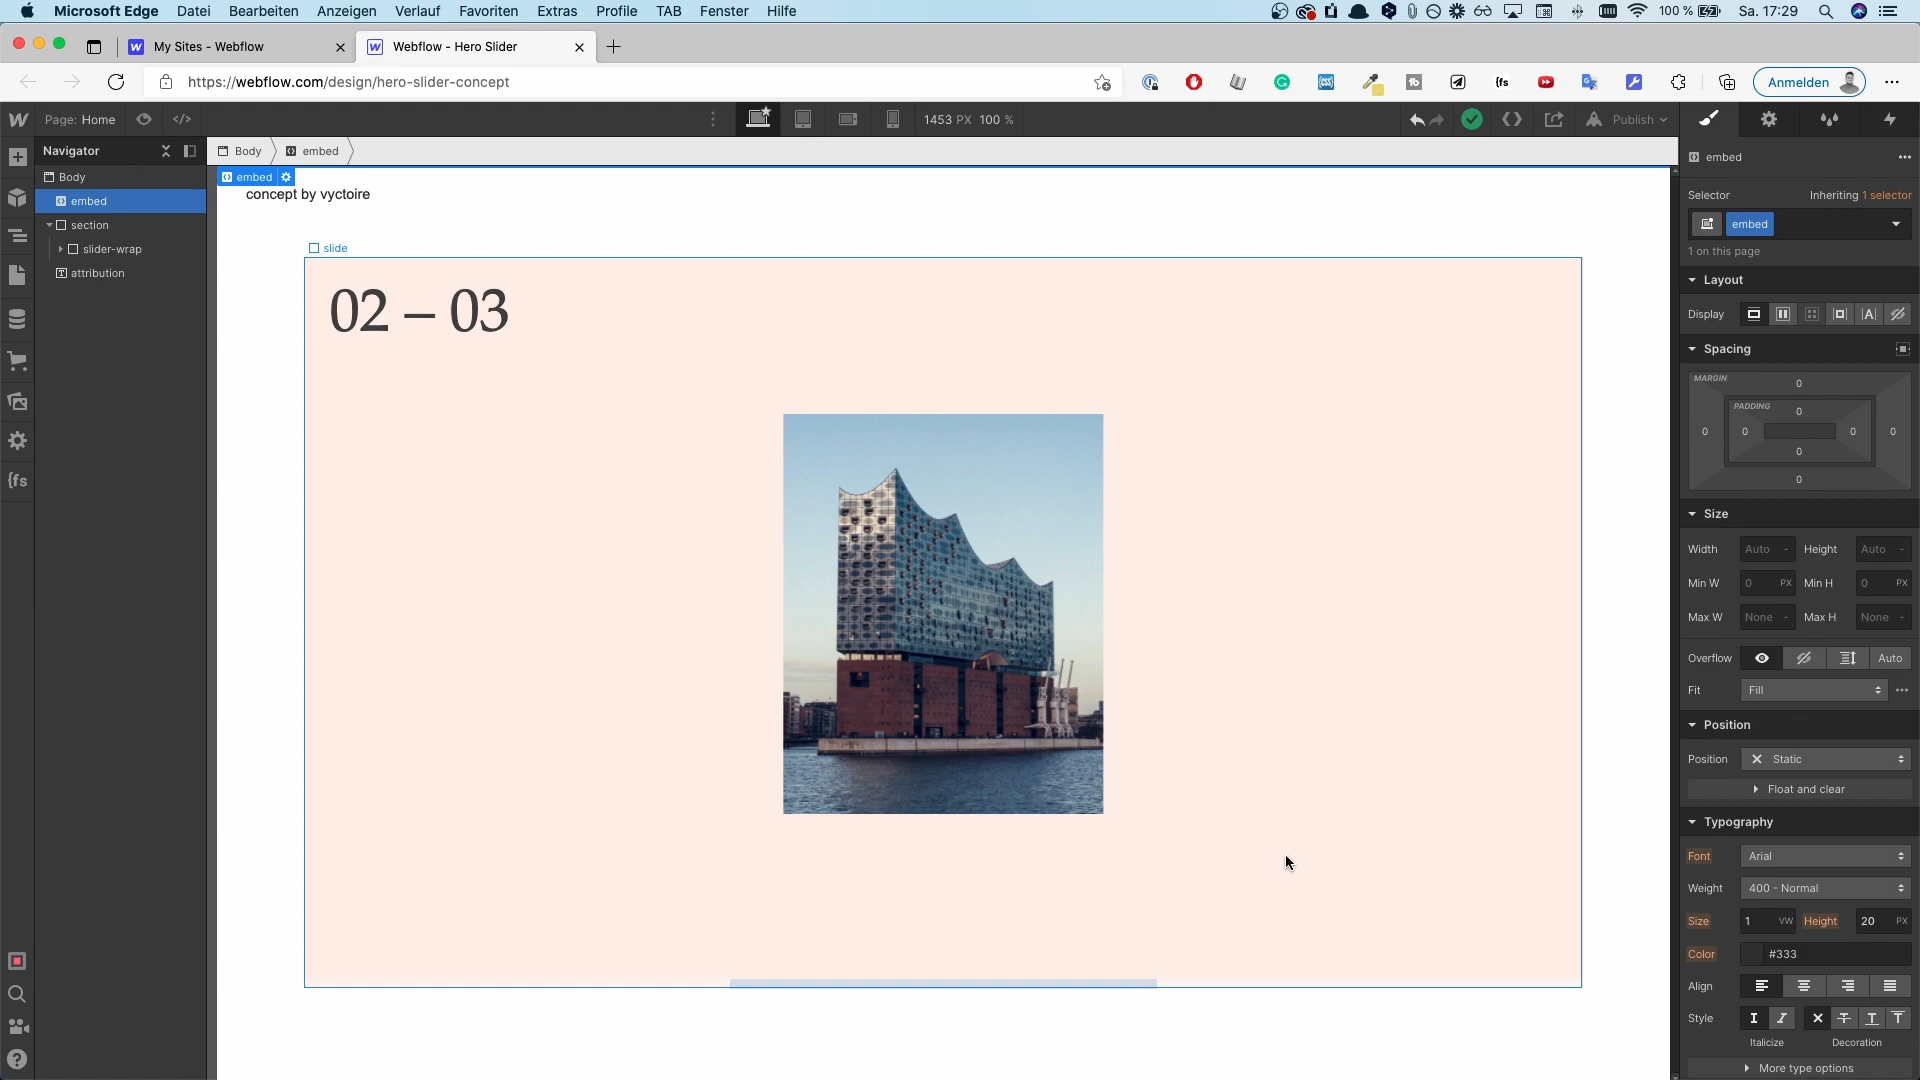 Microsoft Edge Datei Bearbeiten Anzeigen Verlauf Favoriten Extras Profile TAB Fenster Hilfe 100 % Sa. 17:29
My Sites - Webflow
Webflow - Hero Slider
https://webflow.com/design/hero-slider-concept
Anmelden
Page: Home
1453 PX 100 %
Publish
Navigator
Body
embed
section
slider-wrap
attribution
Body
embed
embed
concept by vyctoire
slide
02 – 03
embed
Selector
Inheriting 1 selector
embed
1 on this page
Layout
Display
Spacing
MARGIN
0
PADDING
0
0
0
0
0
0
0
Size
Width Auto - Height Auto -
Min W 0 PX Min H 0 PX
Max W None - Max H None -
Overflow Auto
Fit Fill
Position
Position Static
Float and clear
Typography
Font Arial
Weight 400 - Normal
Size 1 VW Height 20 PX
Color #333
Align
Style
Italicize Decoration
More type options